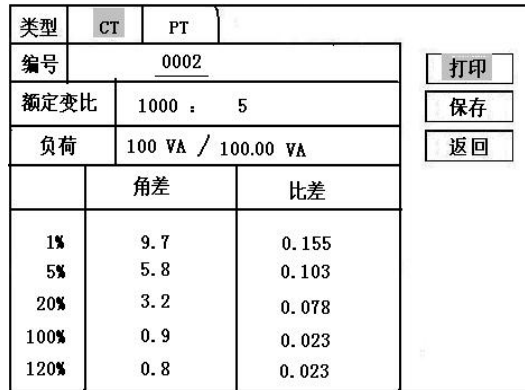 类型 CT PT
编号 0002
打印
额定变比 1000 : 5
保存
负荷 100 VA / 100.00 VA
返回
角差 比差
1% 9.7 0.155
5% 5.8 0.103
20% 3.2 0.078
100% 0.9 0.023
120% 0.8 0.023